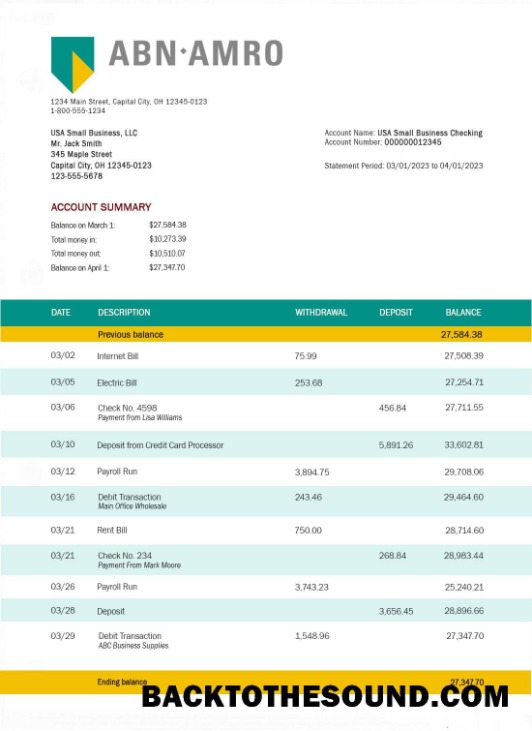 ABN·AMRO
1234 Main Street, Capital City, OH 12345-0123
1-800-555-1234
USA Small Business, LLC
Mr. Jack Smith
345 Maple Street
Capital City, OH 12345-0123
123-555-5678
Account Name: USA Small Business Checking
Account Number: 000000012345
Statement Period: 03/01/2023 to 04/01/2023
ACCOUNT SUMMARY
Balance on March 1: $27,584.38
Total money in: $10,273.39
Total money out: $10,510.07
Balance on April 1: $27,347.70
DATE DESCRIPTION WITHDRAWAL DEPOSIT BALANCE
Previous balance 27,584.38
03/02 Internet Bill 75.99 27,508.39
03/05 Electric Bill 253.68 27,254.71
03/06 Check No. 4598 456.84 27,711.55
Payment from Lisa Williams
03/10 Deposit from Credit Card Processor 5,891.26 33,602.81
03/12 Payroll Run 3,894.75 29,708.06
03/16 Debit Transaction 243.46 29,464.60
Main Office Wholesale
03/21 Rent Bill 750.00 28,714.60
03/21 Check No. 234 268.84 28,983.44
Payment From Mark Moore
03/26 Payroll Run 3,743.23 25,240.21
03/28 Deposit 3,656.45 28,896.66
03/29 Debit Transaction 1,548.96 27,347.70
ABC Business Supplies
Ending balance 27,347.70
BACKTOTHESOUND.COM